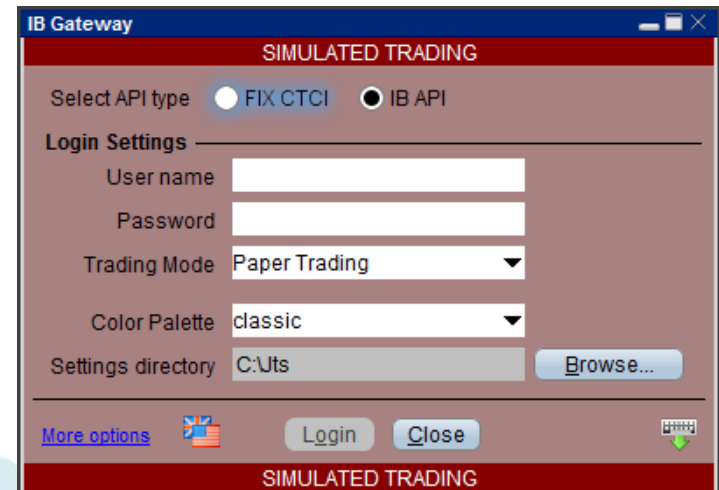 IB Gateway
SIMULATED TRADING
Select API type FIX CTCI IB API
Login Settings
User name
Password
Trading Mode Paper Trading
Color Palette classic
Settings directory C:\Jts Browse...
More options Login Close
SIMULATED TRADING